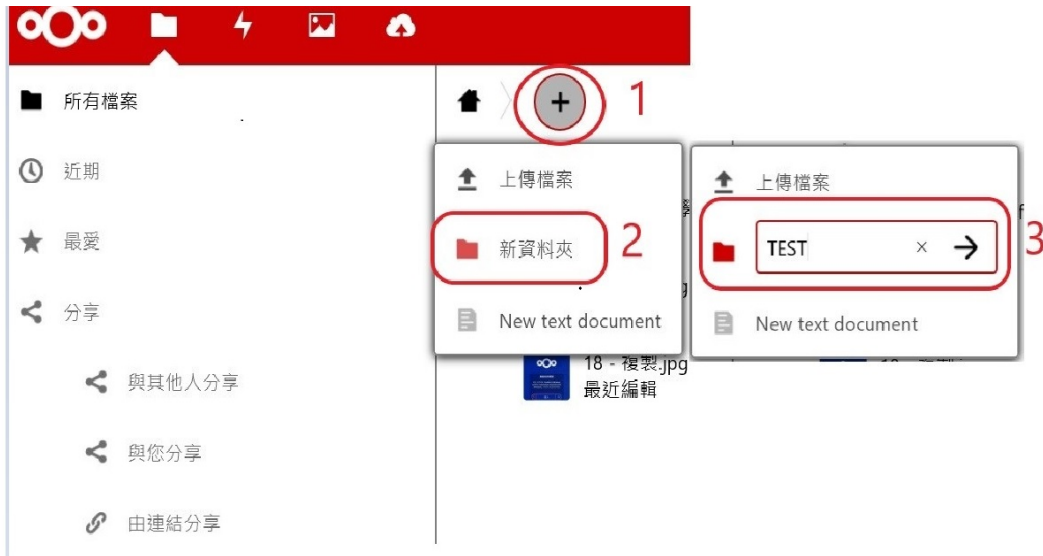 所有檔案
近期
最愛
分享
與其他人分享
與您分享
由連結分享
1
上傳檔案
新資料夾
2
New text document
18 - 複製.jpg
最近編輯
上傳檔案
TEST
3
New text document